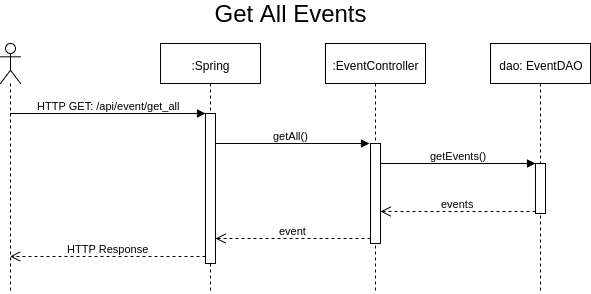 Get All Events
:Spring
:EventController
dao: EventDAO
HTTP GET: /api/event/get_all
getAll()
getEvents()
events
event
HTTP Response